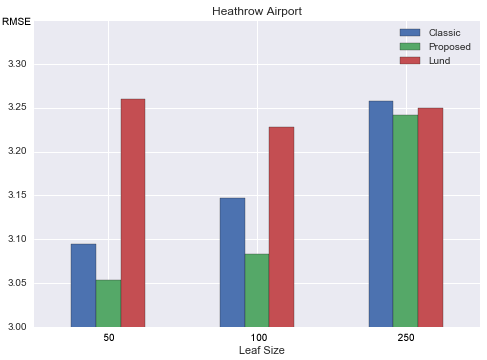 Heathrow Airport
RMSE
Classic
Proposed
Lund
3.30
3.25
3.20
3.15
3.10
3.05
3.00
50
100
250
Leaf Size